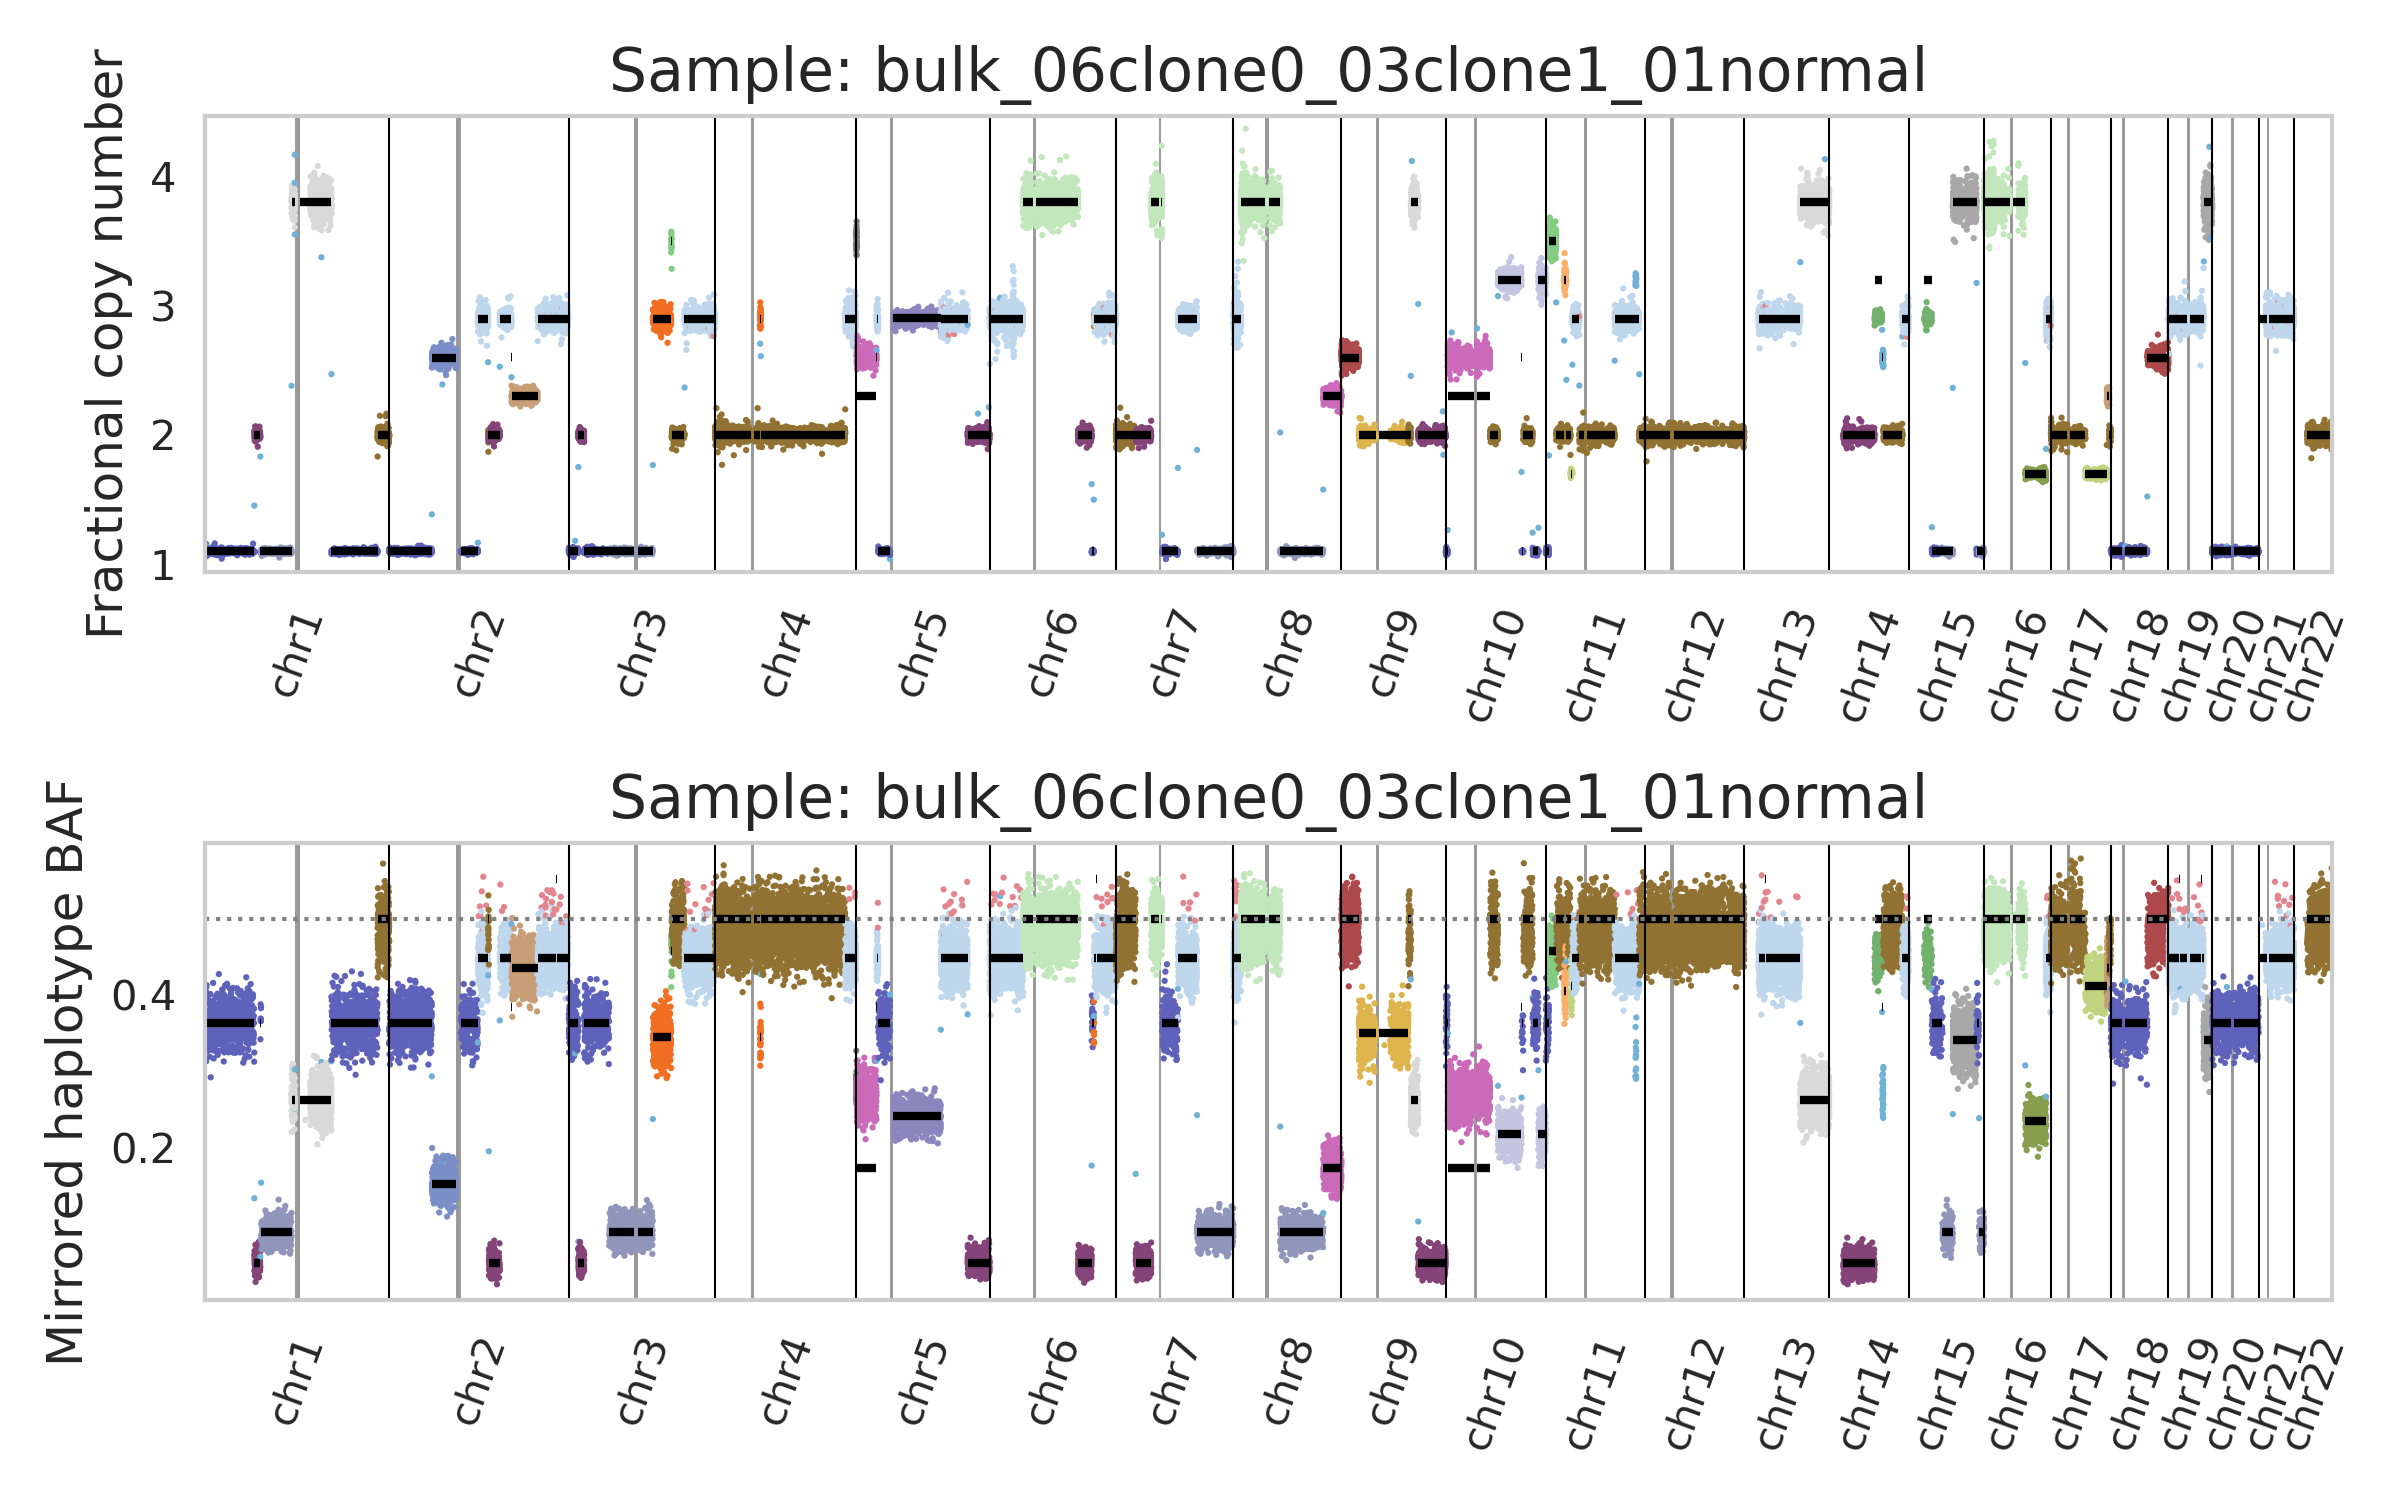 Sample: bulk_06clone0_03clone1_01normal
Fractional copy number
4
3
2
1
chr1
chr2
chr3
chr4
chr5
chr6
chr7
chr8
chr9
chr10
chr11
chr12
chr13
chr14
chr15
chr16
chr17
chr18
chr19
chr20
chr21
chr22
Sample: bulk_06clone0_03clone1_01normal
Mirrored haplotype BAF
0.4
0.2
chr1
chr2
chr3
chr4
chr5
chr6
chr7
chr8
chr9
chr10
chr11
chr12
chr13
chr14
chr15
chr16
chr17
chr18
chr19
chr20
chr21
chr22